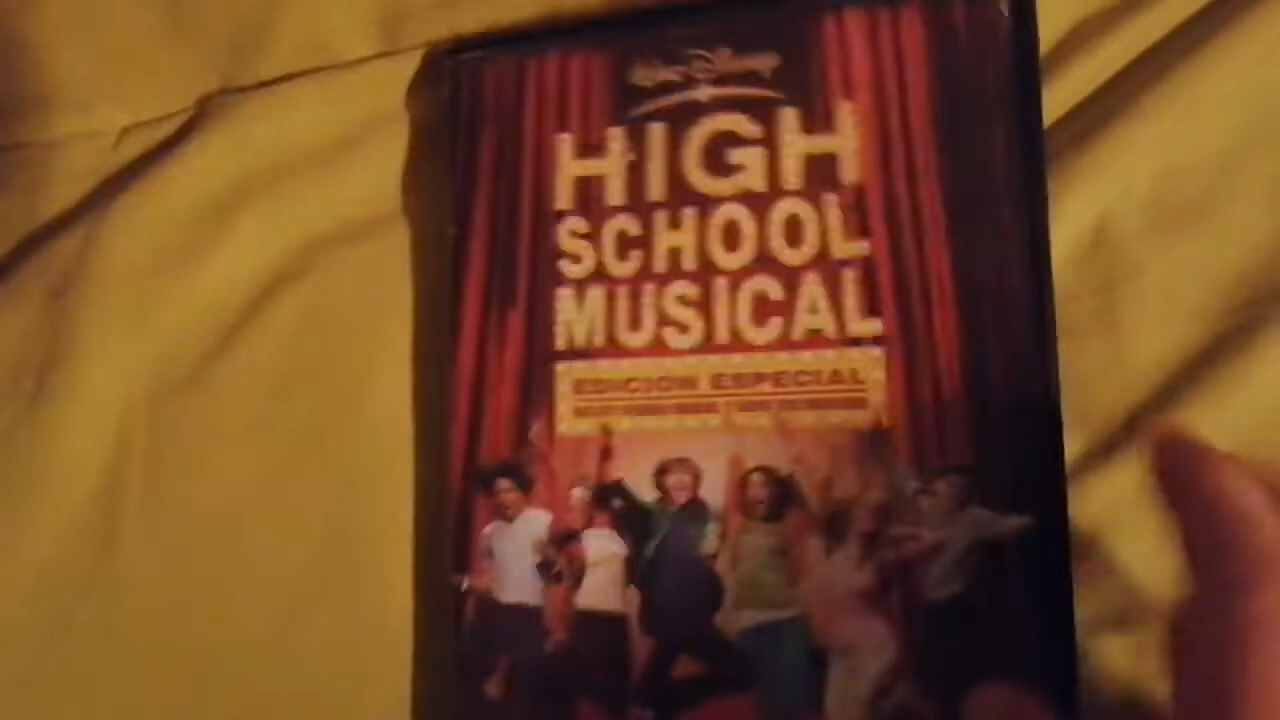 Walt Disney
HIGH
SCHOOL
MUSICAL
EDICION ESPECIAL